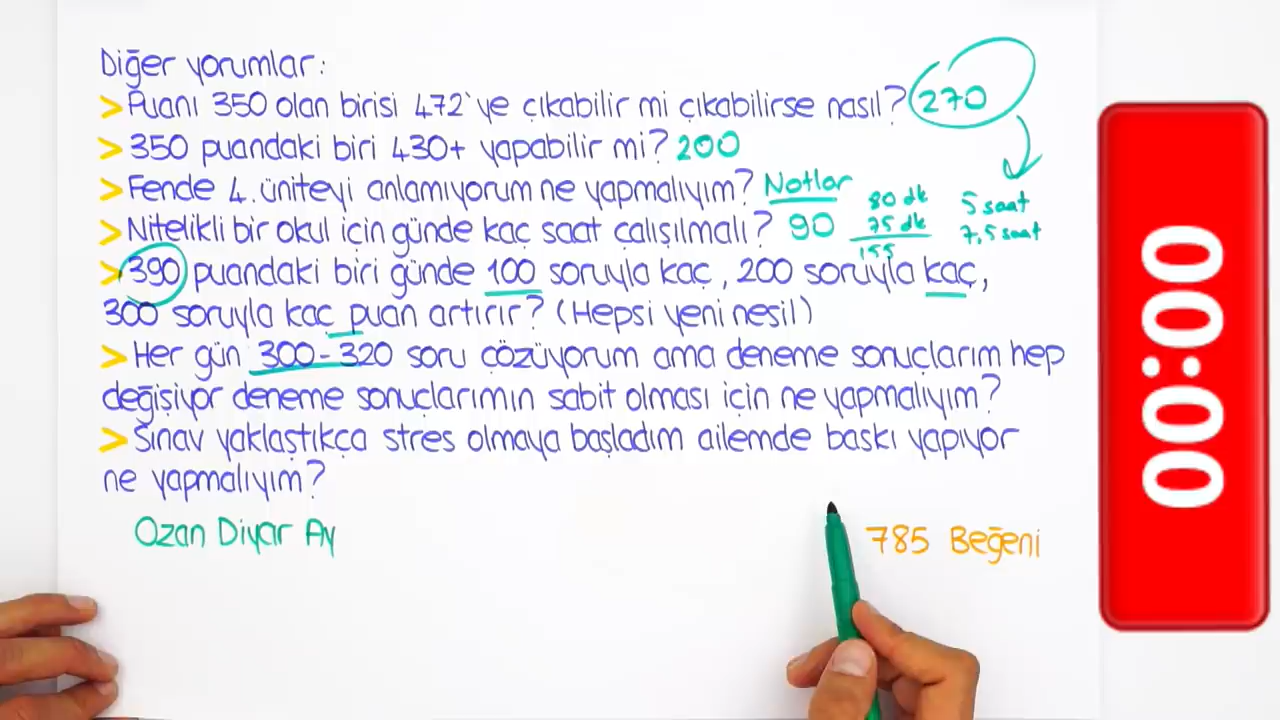 Diğer yorumlar:
> Puanı 350 olan birisi 472'ye çıkabilir mi çıkabilirse nasıl? 270
> 350 puandaki biri 430+ yapabilir mi? 200
> Fende 4. üniteyi anlamıyorum ne yapmalıyım? Notlar
80 dk 5 saat
> Nitelikli bir okul için günde kaç saat çalışılmalı? 90
75 dk 7,5 saat
155
> 390 puandaki biri günde 100 soruyla kaç, 200 soruyla kaç,
300 soruyla kaç puan artırır? (Hepsi yeni nesil)
> Her gün 300-320 soru çözüyorum ama deneme sonuçlarım hep
değişiyor deneme sonuçlarımın sabit olması için ne yapmalıyım?
> Sınav yaklaştıkça stres olmaya başladım ailemde baskı yapıyor
ne yapmalıyım?
Ozan Diyar Ay
785 Beğeni
00:00